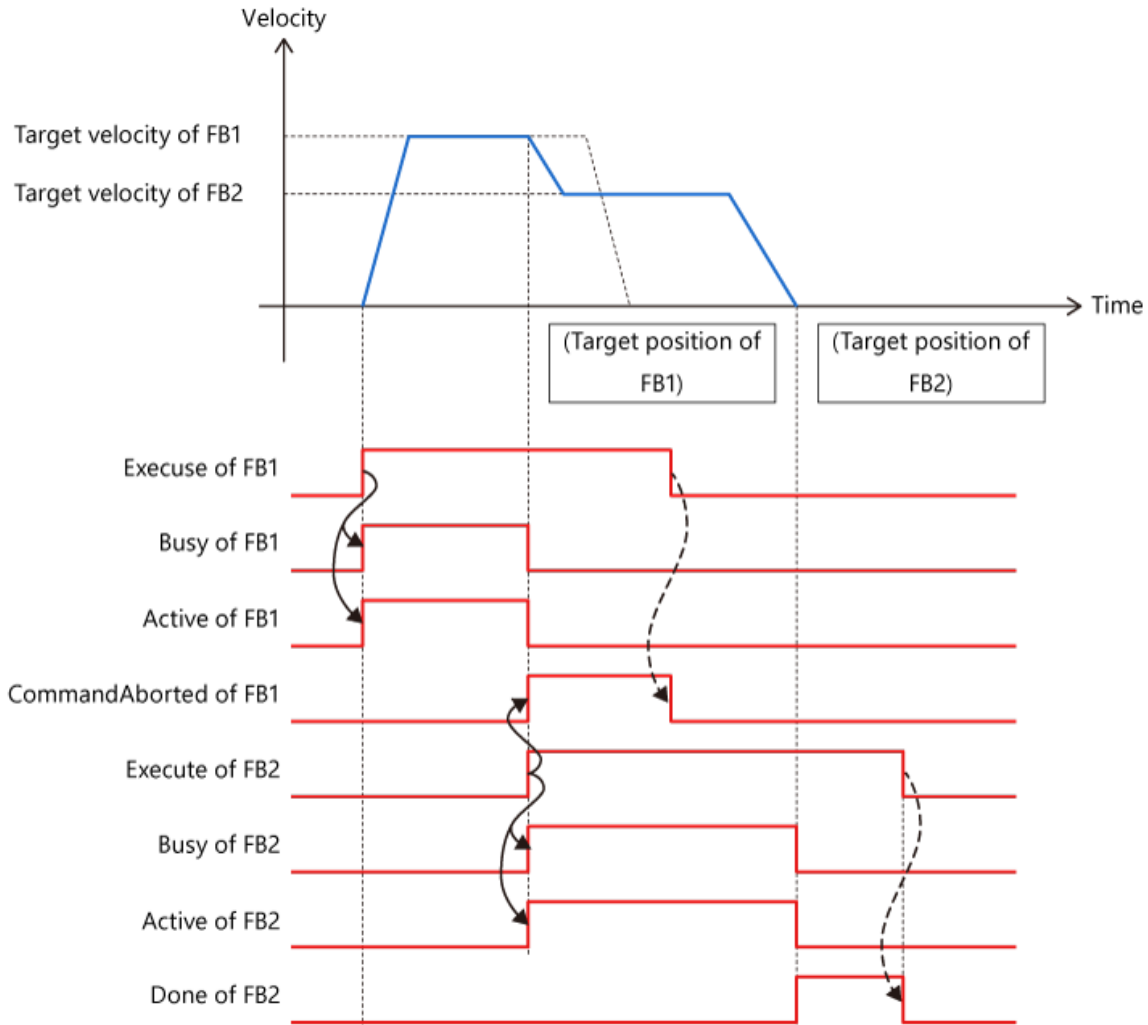 Velocity
Target velocity of FB1
Target velocity of FB2
Time
(Target position of
FB1)
(Target position of
FB2)
Execuse of FB1
Busy of FB1
Active of FB1
CommandAborted of FB1
Execute of FB2
Busy of FB2
Active of FB2
Done of FB2